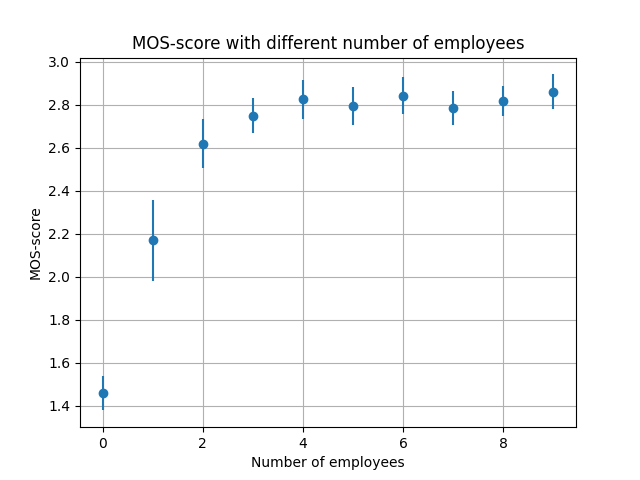 MOS-score with different number of employees
3.0
2.8
2.6
2.4
2.2
2.0
1.8
1.6
1.4
MOS-score
0 2 4 6 8
Number of employees